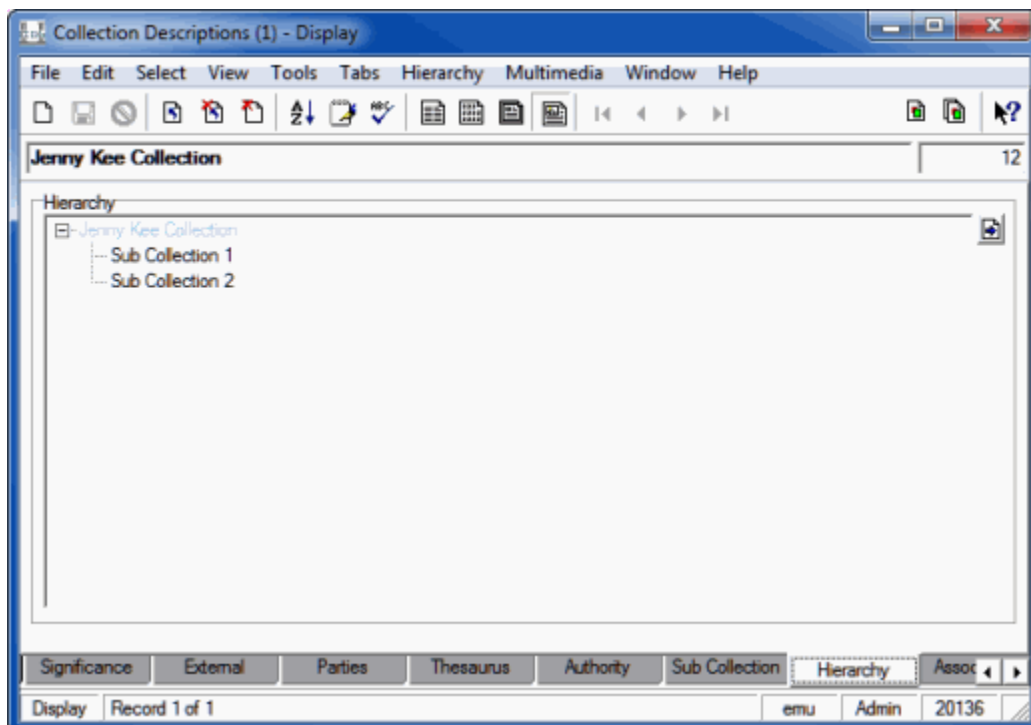 Collection Descriptions (1) - Display
File Edit Select View Tools Tabs Hierarchy Multimedia Window Help
Jenny Kee Collection 12
Hierarchy
Jenny Kee Collection
Sub Collection 1
Sub Collection 2
Significance External Parties Thesaurus Authority Sub Collection Hierarchy Assoc
Display Record 1 of 1 emu Admin 20136